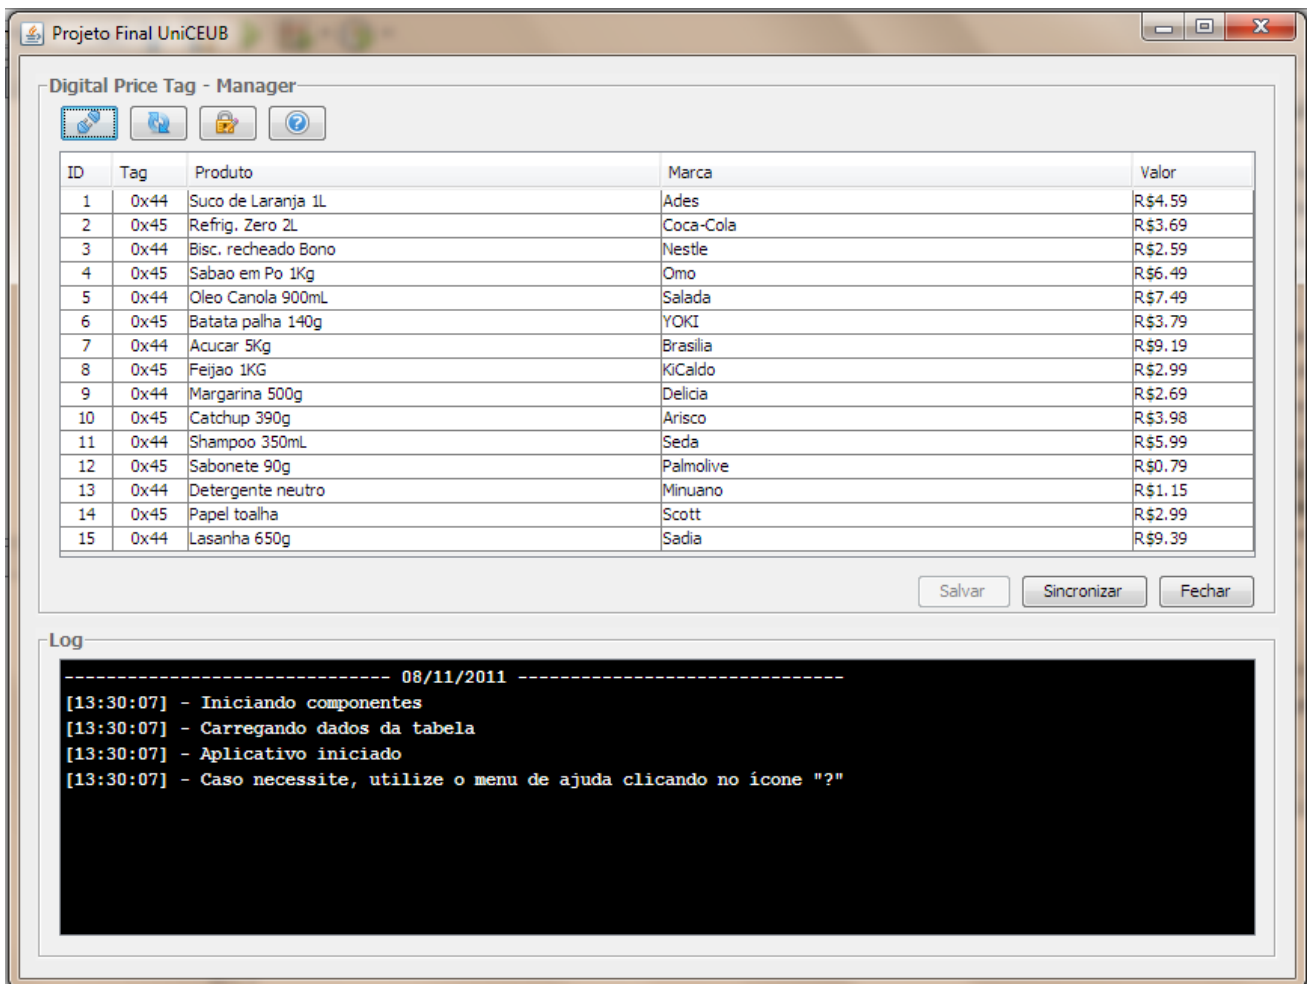 Projeto Final UniCEUB
Digital Price Tag - Manager
ID Tag Produto Marca Valor
1 0x44 Suco de Laranja 1L Ades R$4.59
2 0x45 Refrig. Zero 2L Coca-Cola R$3.69
3 0x44 Bisc. recheado Bono Nestle R$2.59
4 0x45 Sabao em Po 1Kg Omo R$6.49
5 0x44 Oleo Canola 900mL Salada R$7.49
6 0x45 Batata palha 140g YOKI R$3.79
7 0x44 Acucar 5Kg Brasilia R$9.19
8 0x45 Feijao 1KG KiCaldo R$2.99
9 0x44 Margarina 500g Delicia R$2.69
10 0x45 Catchup 390g Arisco R$3.98
11 0x44 Shampoo 350mL Seda R$5.99
12 0x45 Sabonete 90g Palmolive R$0.79
13 0x44 Detergente neutro Minuano R$1.15
14 0x45 Papel toalha Scott R$2.99
15 0x44 Lasanha 650g Sadia R$9.39
Salvar Sincronizar Fechar
Log
------------------------------- 08/11/2011 -------------------------------
[13:30:07] - Iniciando componentes
[13:30:07] - Carregando dados da tabela
[13:30:07] - Aplicativo iniciado
[13:30:07] - Caso necessite, utilize o menu de ajuda clicando no ícone "?"